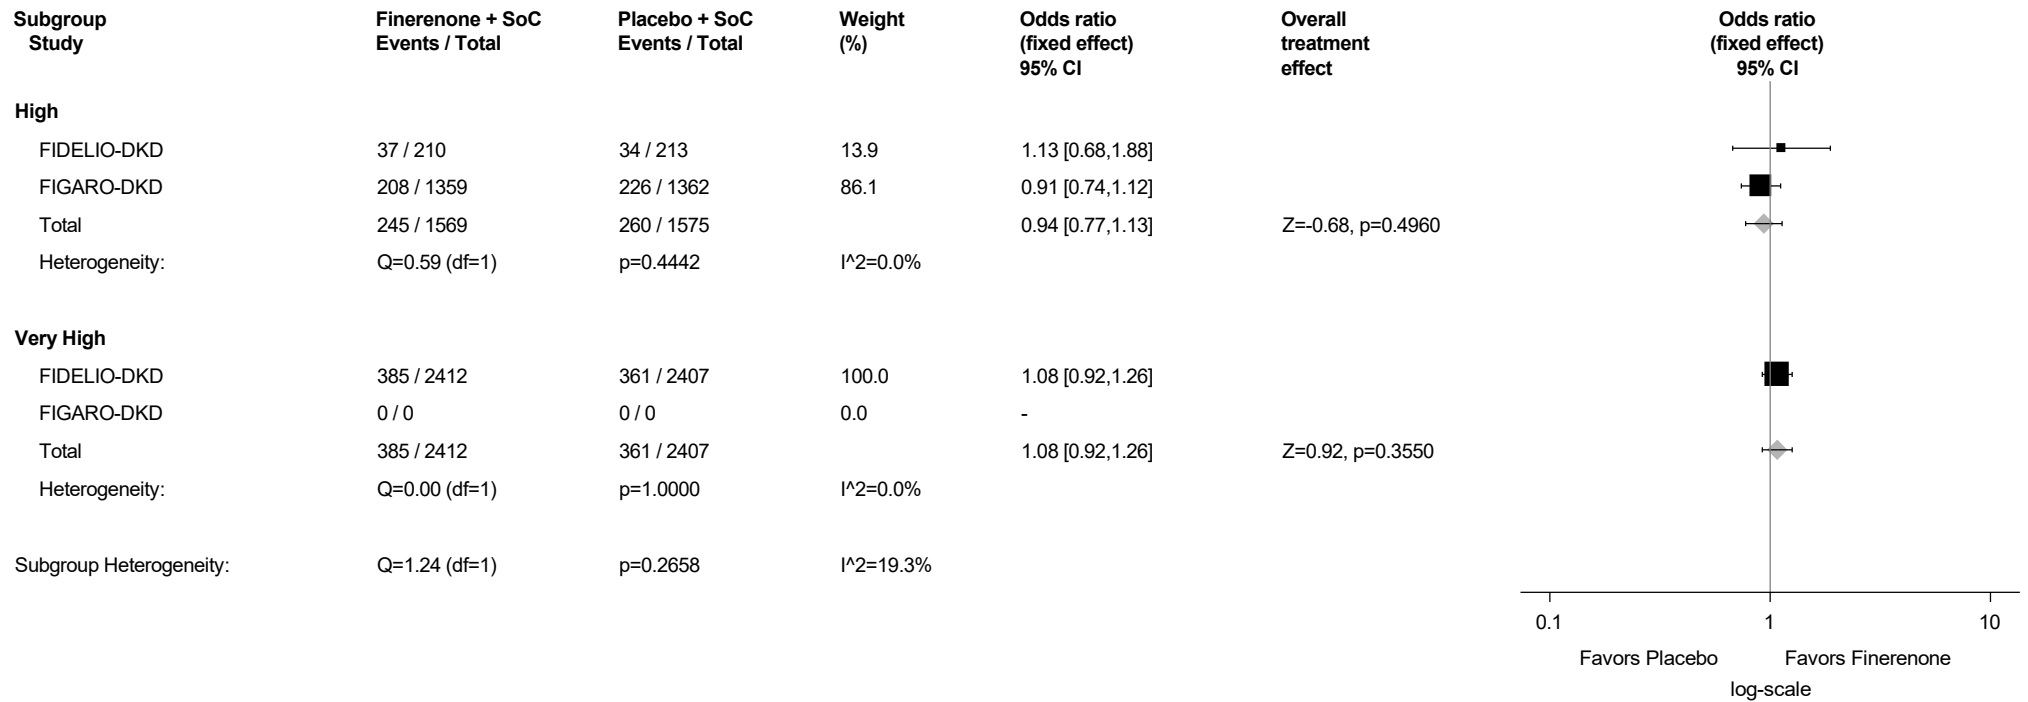 Subgroup Finerenone + SoC Placebo + SoC Weight Odds ratio Overall Odds ratio
Study Events / Total Events / Total (%) (fixed effect) treatment (fixed effect)
95% CI effect 95% CI
High
FIDELIO-DKD 37 / 210 34 / 213 13.9 1.13 [0.68,1.88]
FIGARO-DKD 208 / 1359 226 / 1362 86.1 0.91 [0.74,1.12]
Total 245 / 1569 260 / 1575 0.94 [0.77,1.13] Z=-0.68, p=0.4960
Heterogeneity: Q=0.59 (df=1) p=0.4442 I^2=0.0%
Very High
FIDELIO-DKD 385 / 2412 361 / 2407 100.0 1.08 [0.92,1.26]
FIGARO-DKD 0 / 0 0 / 0 0.0 -
Total 385 / 2412 361 / 2407 1.08 [0.92,1.26] Z=0.92, p=0.3550
Heterogeneity: Q=0.00 (df=1) p=1.0000 I^2=0.0%
Subgroup Heterogeneity: Q=1.24 (df=1) p=0.2658 I^2=19.3%
0.1 1 10
Favors Placebo Favors Finerenone
log-scale